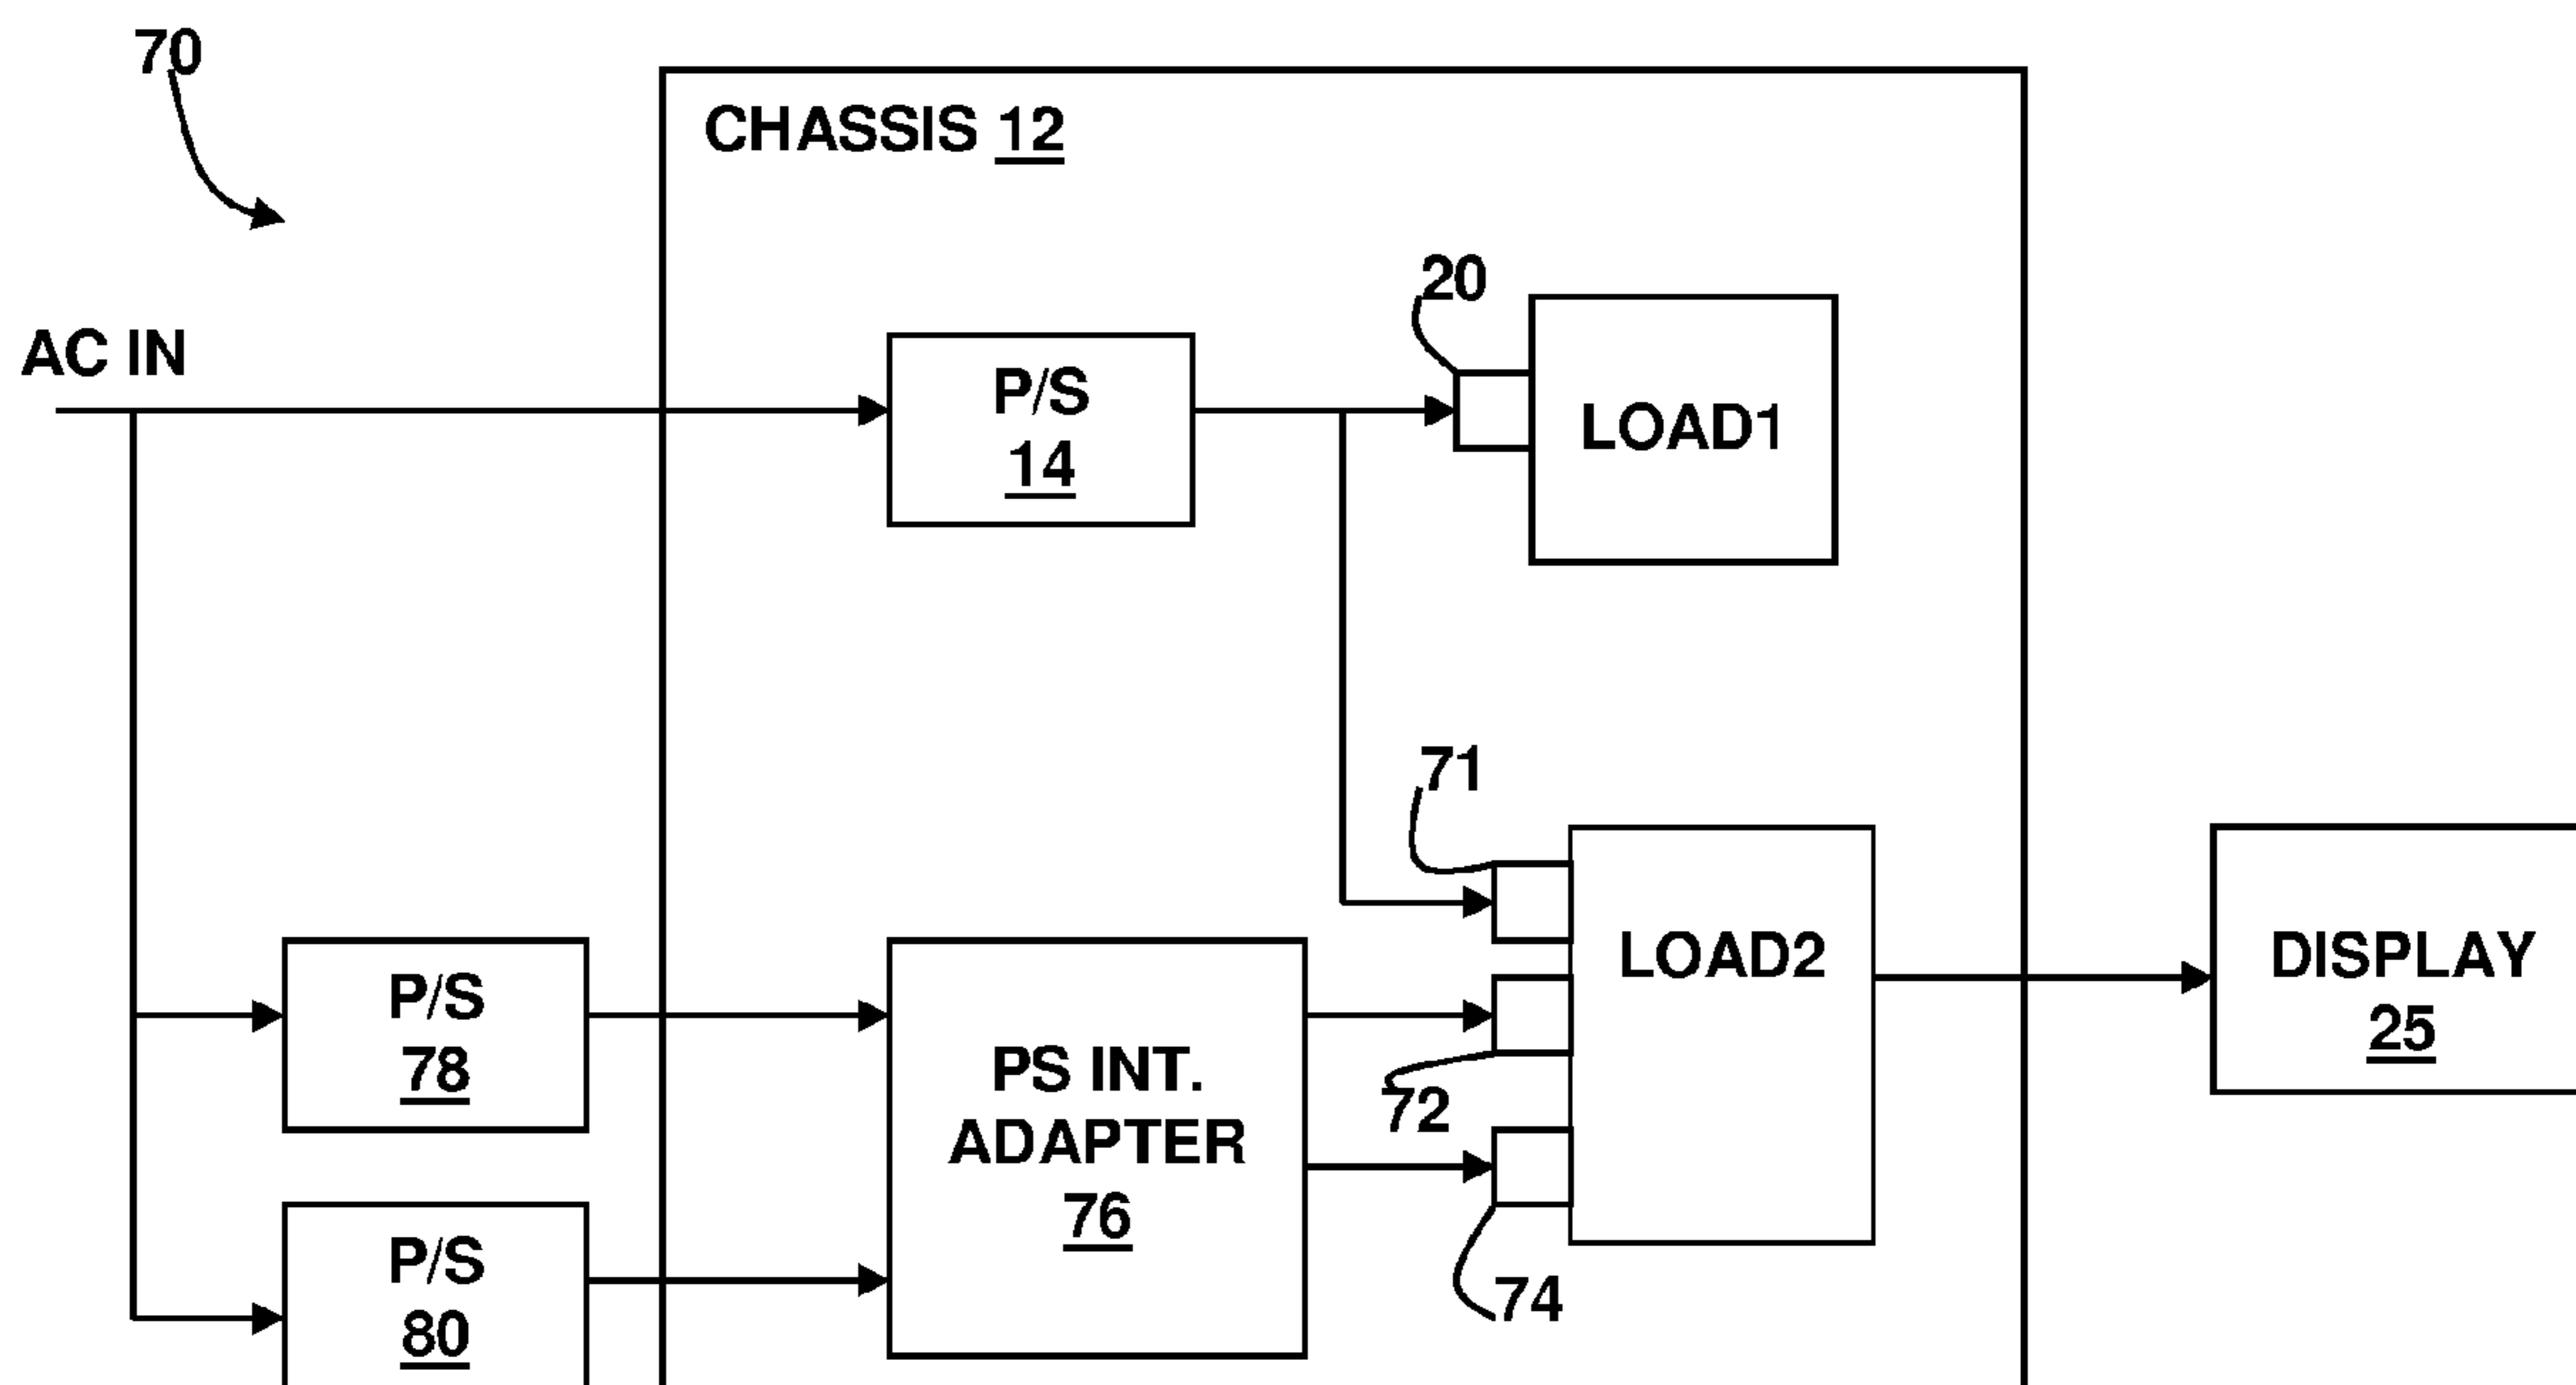 70
CHASSIS 12
20
AC IN
P/S
14
LOAD1
71
LOAD2
DISPLAY
25
P/S
78
PS INT.
ADAPTER
76
72
P/S
80
74